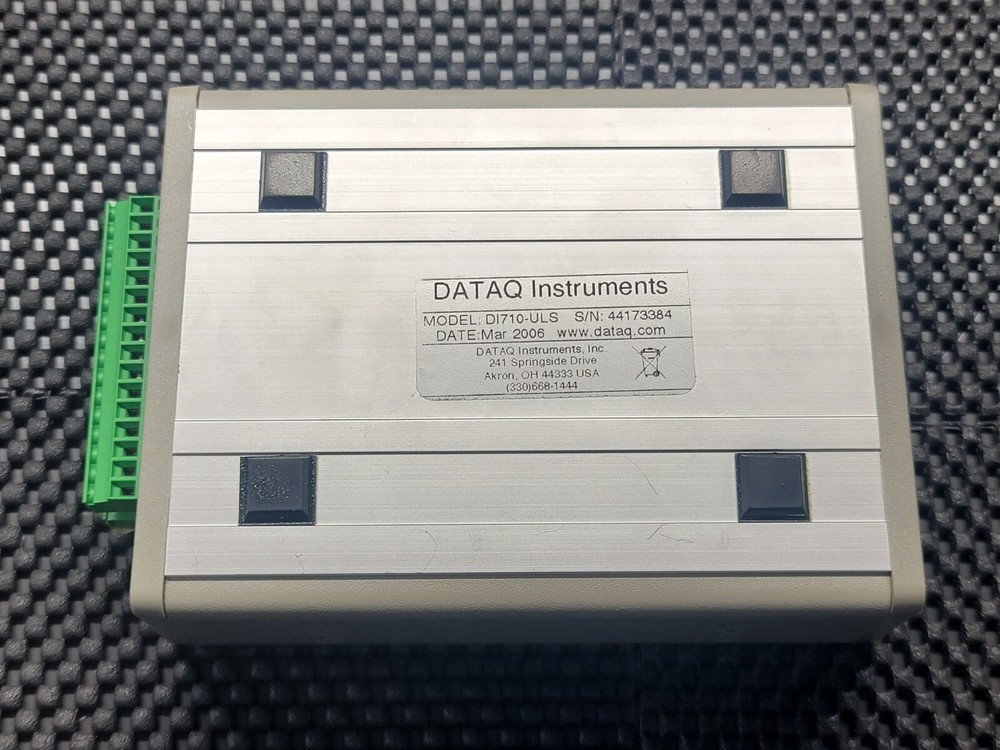 DATAQ Instruments
MODEL: DI710-ULS S/N: 44173384
DATE:Mar 2006 www.dataq.com
DATAQ Instruments, Inc.
241 Springside Drive
Akron, OH 44333 USA
(330)668-1444